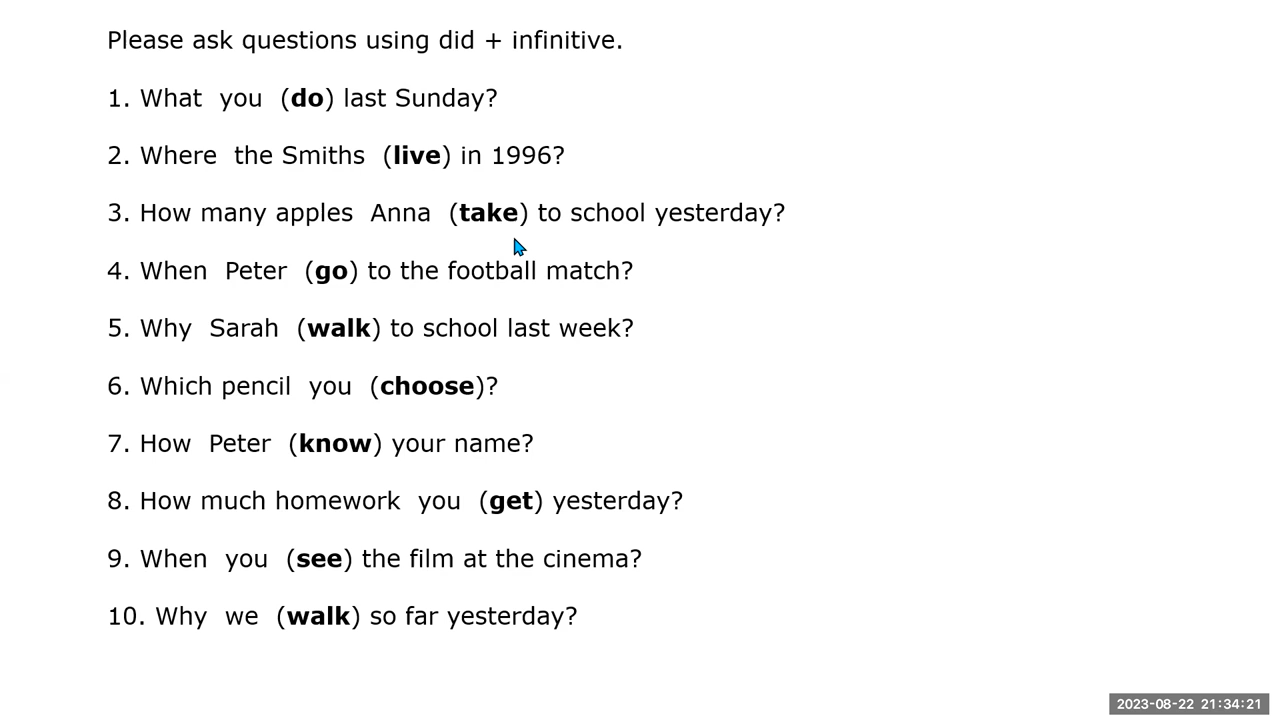 Please ask questions using did + infinitive.
1. What you (do) last Sunday?
2. Where the Smiths (live) in 1996?
3. How many apples Anna (take) to school yesterday?
4. When Peter (go) to the football match?
5. Why Sarah (walk) to school last week?
6. Which pencil you (choose)?
7. How Peter (know) your name?
8. How much homework you (get) yesterday?
9. When you (see) the film at the cinema?
10. Why we (walk) so far yesterday?
2023-08-22 21:34:21